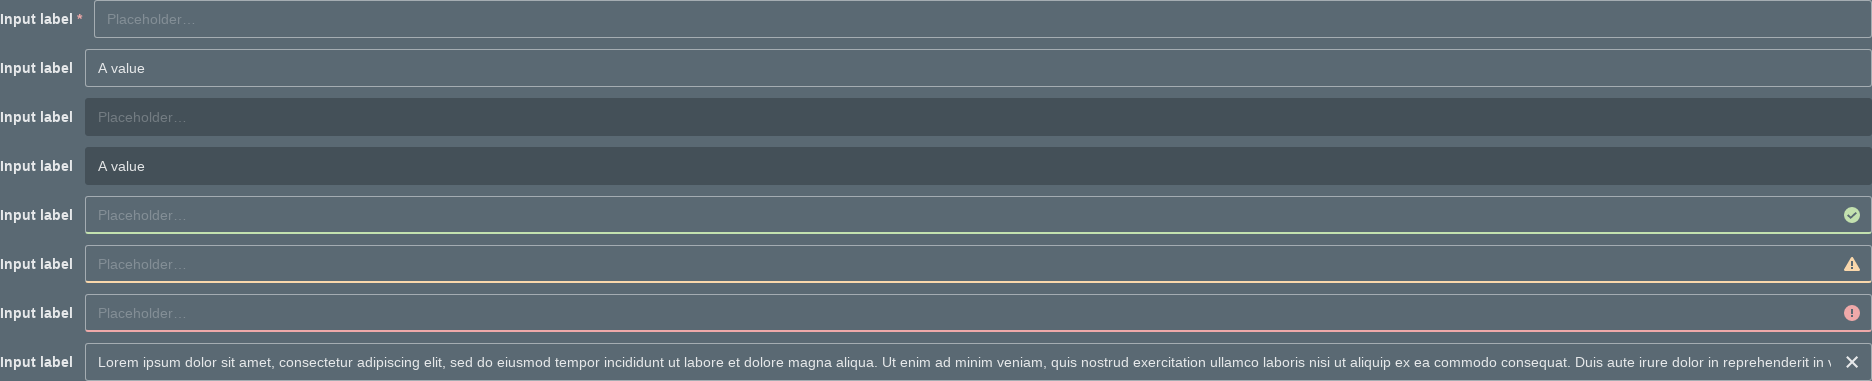 Input label * Placeholder...
Input label A value
Input label Placeholder...
Input label A value
Input label Placeholder...
Input label Placeholder...
Input label Placeholder...
Input label Lorem ipsum dolor sit amet, consectetur adipiscing elit, sed do eiusmod tempor incididunt ut labore et dolore magna aliqua. Ut enim ad minim veniam, quis nostrud exercitation ullamco laboris nisi ut aliquip ex ea commodo consequat. Duis aute irure dolor in reprehenderit in